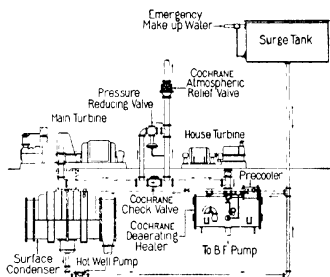 Emergency
Make up Water
Surge Tank
COCHRANE
Atmospheric
Relief Valve
Pressure
Reducing Valve
Main Turbine
House Turbine
Precooler
COCHRANE
Check Valve
COCHRANE
Deaerating
Heater
Surface
Condenser
Hot Well Pump
To B F Pump